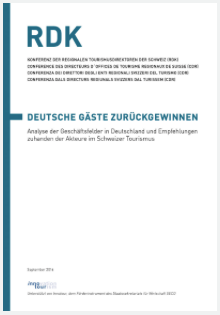 RDK
KONFERENZ DER REGIONALEN TOURISMUSDIREKTOREN DER SCHWEIZ (RDK)
CONFERENCE DES DIRECTEURS D'OFFICES DE TOURISME REGIONAUX DE SUISSE (CDR)
CONFERENZA DEI DIRETTORI DEGLI ENTI REGIONALI SVIZZERI DEL TURISMO (CDR)
CONFERENZA DALS DIRECTURS REGIUNALS SVIZZERS DAL TURISSEM (CDR)
DEUTSCHE GÄSTE ZURÜCKGEWINNEN
Analyse der Geschäftsfelder in Deutschland und Empfehlungen
zuhanden der Akteure im Schweizer Tourismus
September 2016
inno
tour
Unterstützt von Innotour, dem Förderinstrument des Staatssekretariats für Wirtschaft SECO